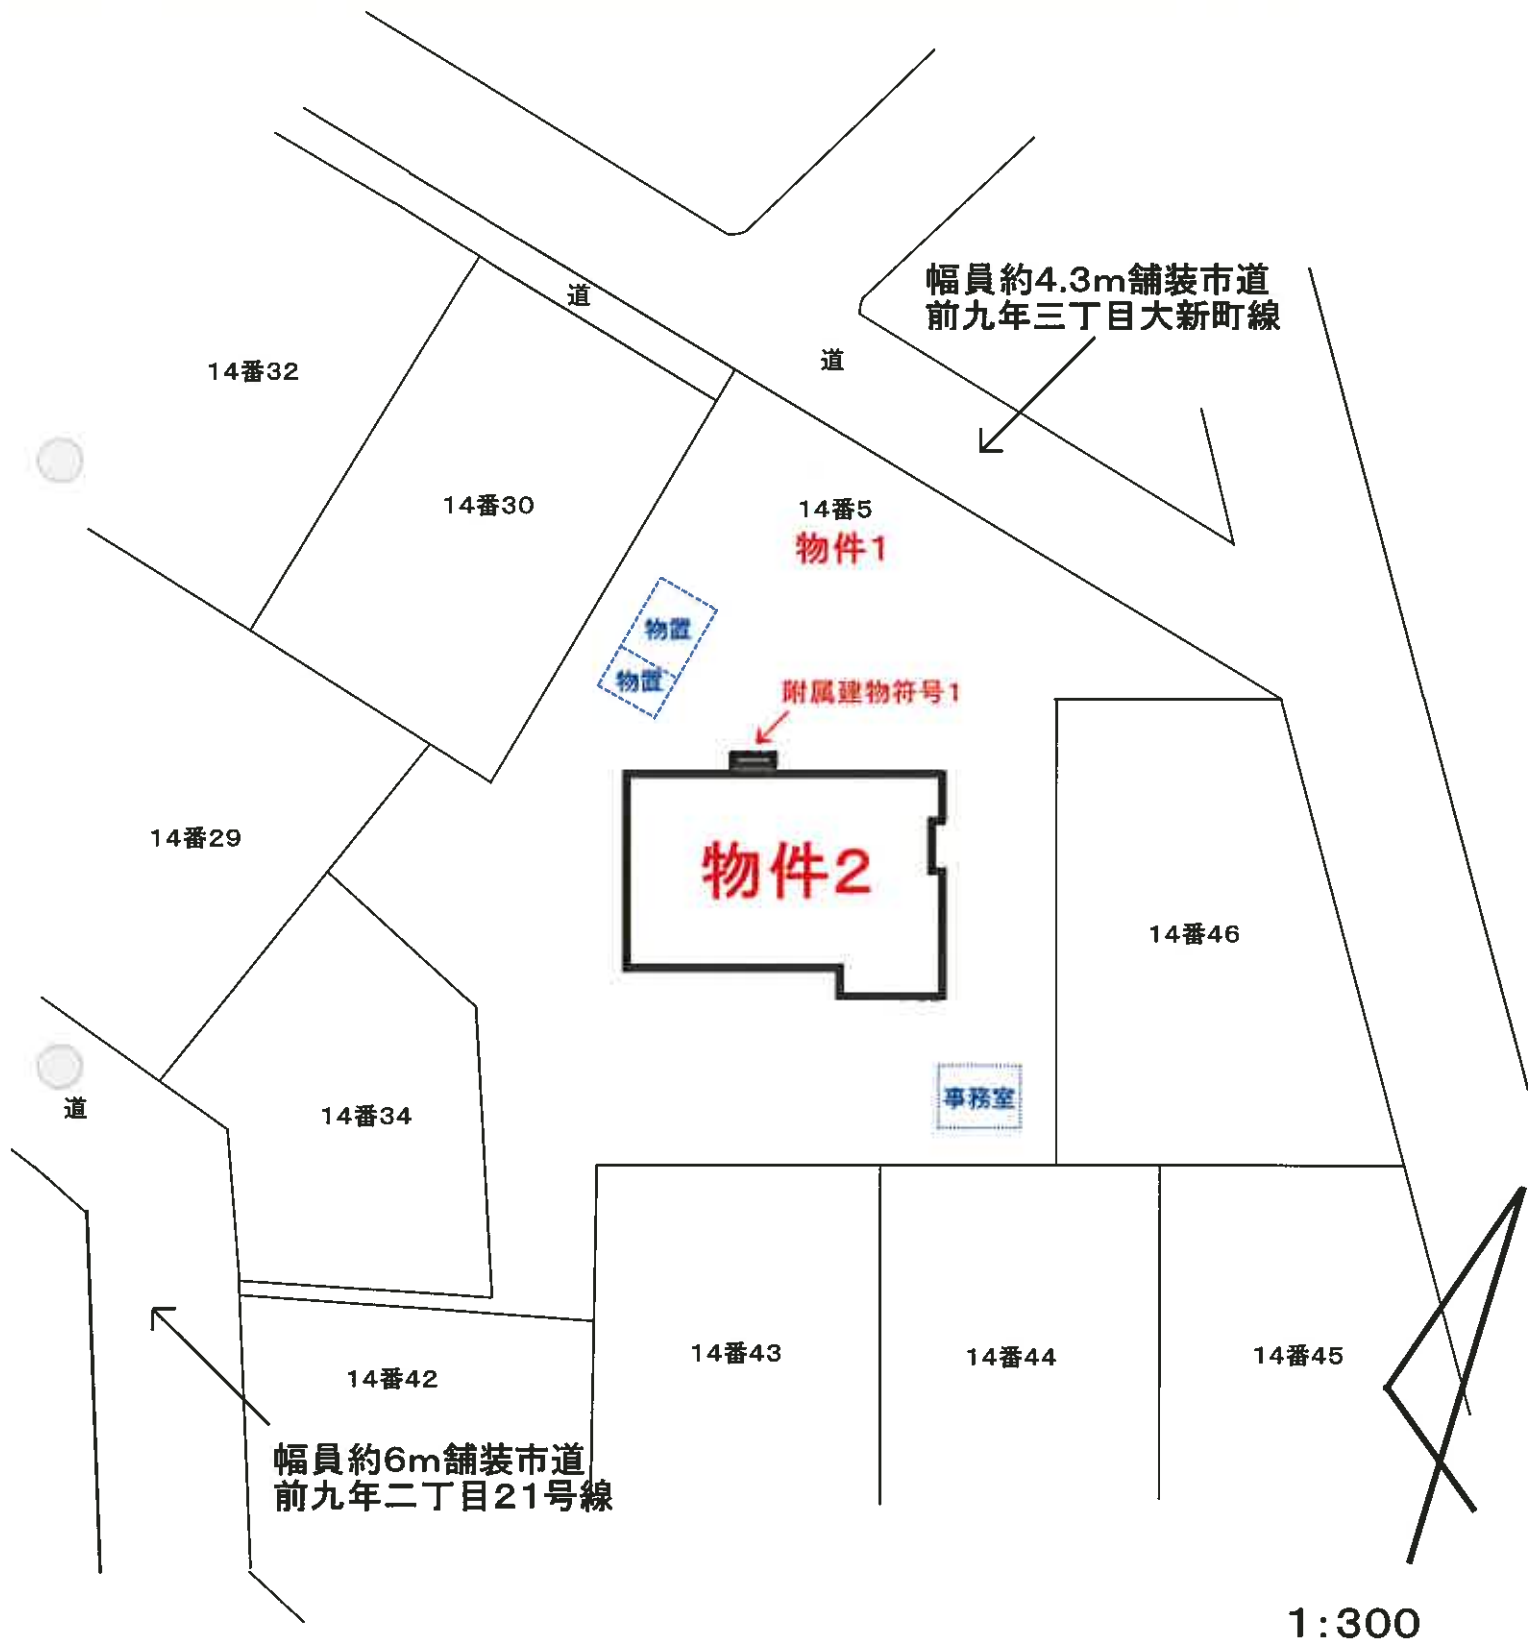 幅員約4.3m舗装市道
前九年三丁目大新町線
道
道
14番32
14番30
14番5
物件1
物置
物置
附属建物符号1
14番29
物件2
14番46
事務室
道
14番34
14番43
14番44
14番45
14番42
幅員約6m舗装市道
前九年二丁目21号線
1:300